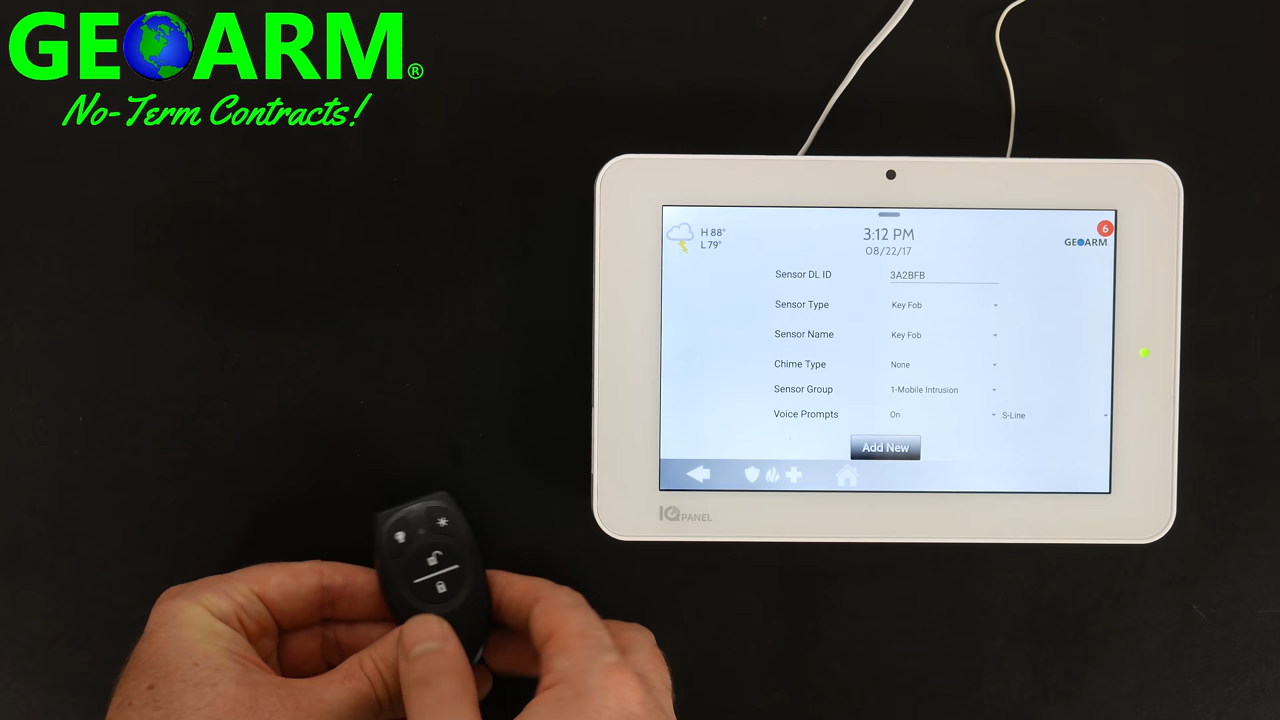 GEOARM®
No-Term Contracts!
H 88°
L 79°
3:12 PM
08/22/17
6
GEOARM
Sensor DL ID 3A2BFB
Sensor Type Key Fob
Sensor Name Key Fob
Chime Type None
Sensor Group 1-Mobile Intrusion
Voice Prompts On S-Line
Add New
IQ PANEL